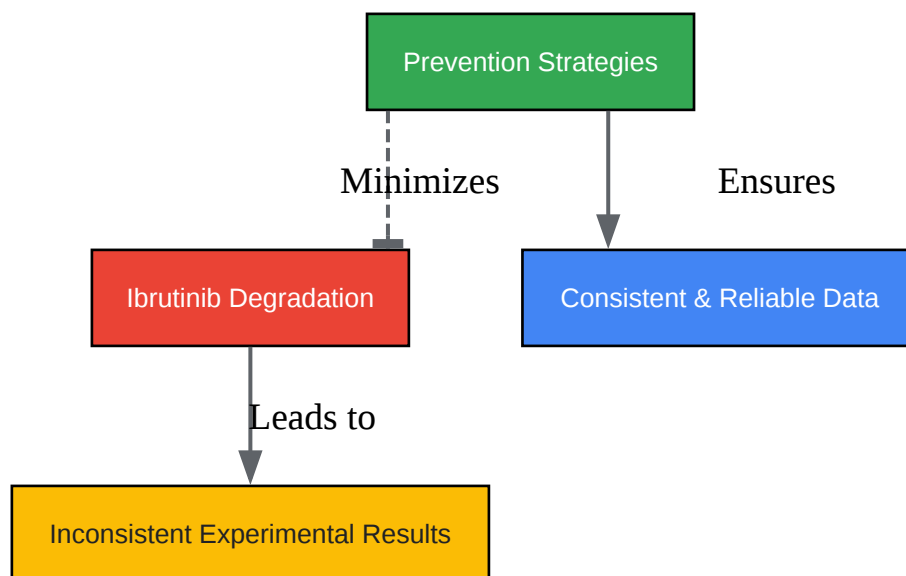 Prevention Strategies
Minimizes
Ensures
Ibrutinib Degradation
Consistent & Reliable Data
Leads to
Inconsistent Experimental Results